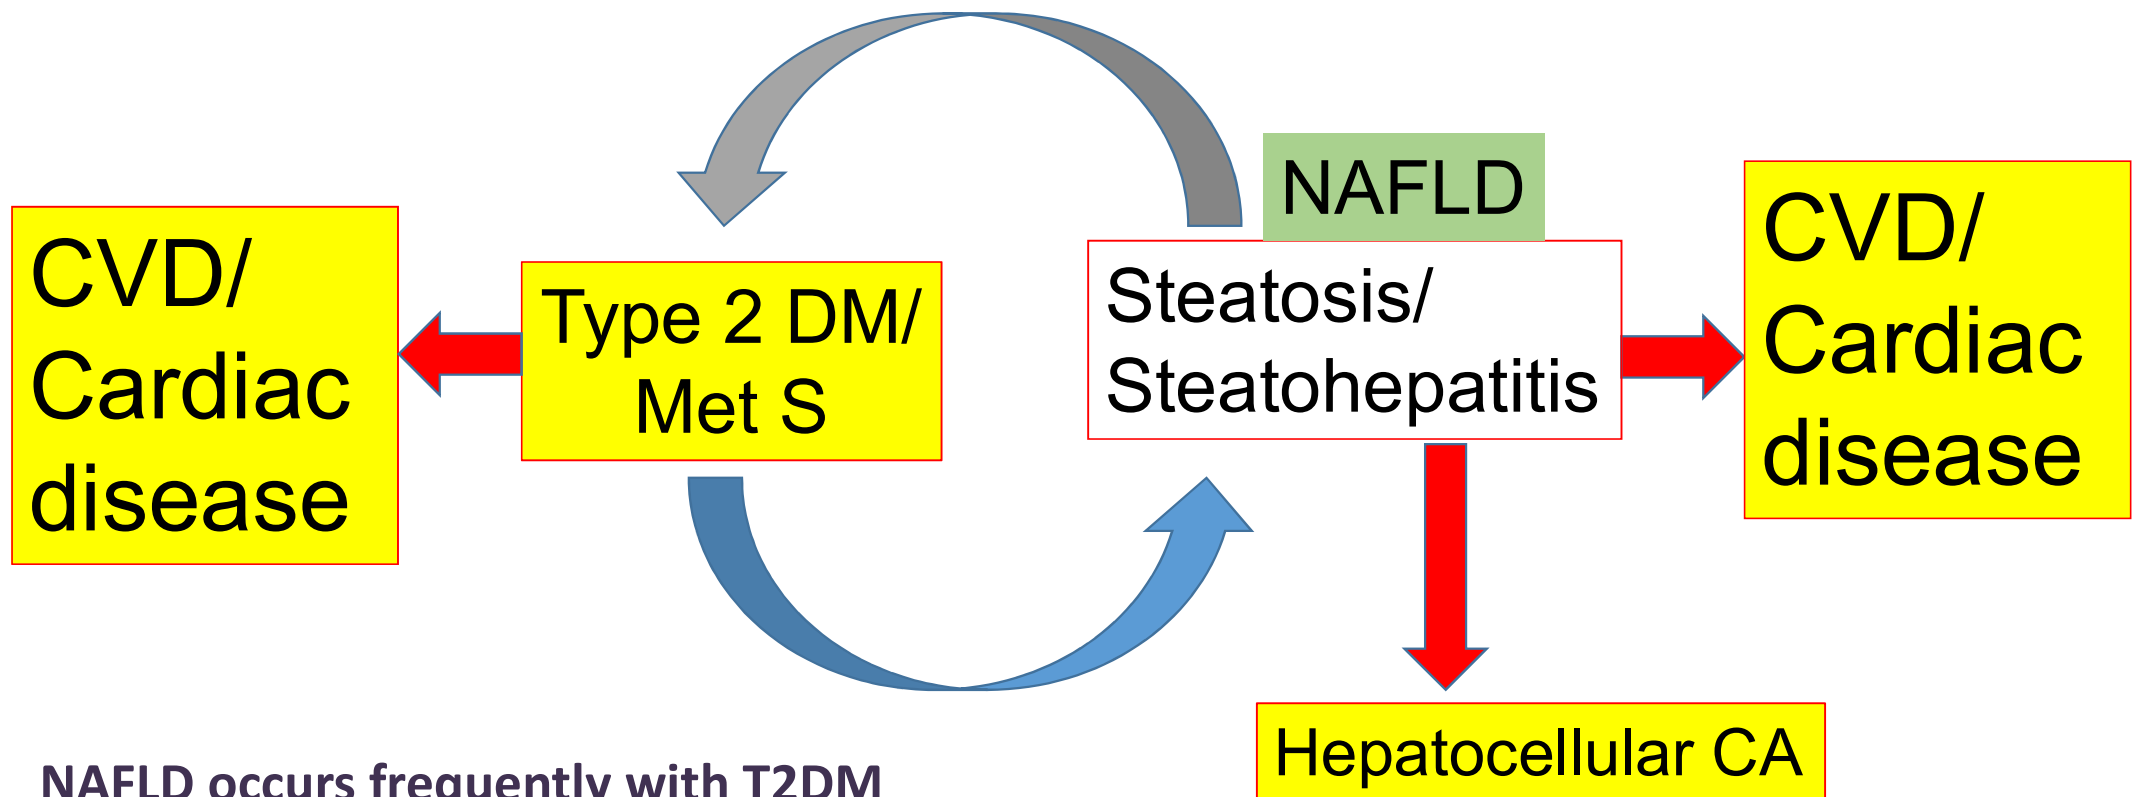 CVD/
Cardiac
disease
Type 2 DM/
Met S
NAFLD
Steatosis/
Steatohepatitis
CVD/
Cardiac
disease
Hepatocellular CA
NAFLD occurs frequently with T2DM